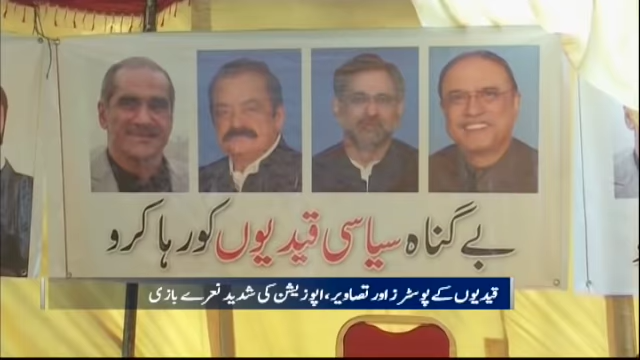 بے گناہ سیاسی قیدیوں کو رہا کرو
قیدیوں کے پوسٹرز اور تصاویر، اپوزیشن کی شدید نعرے بازی